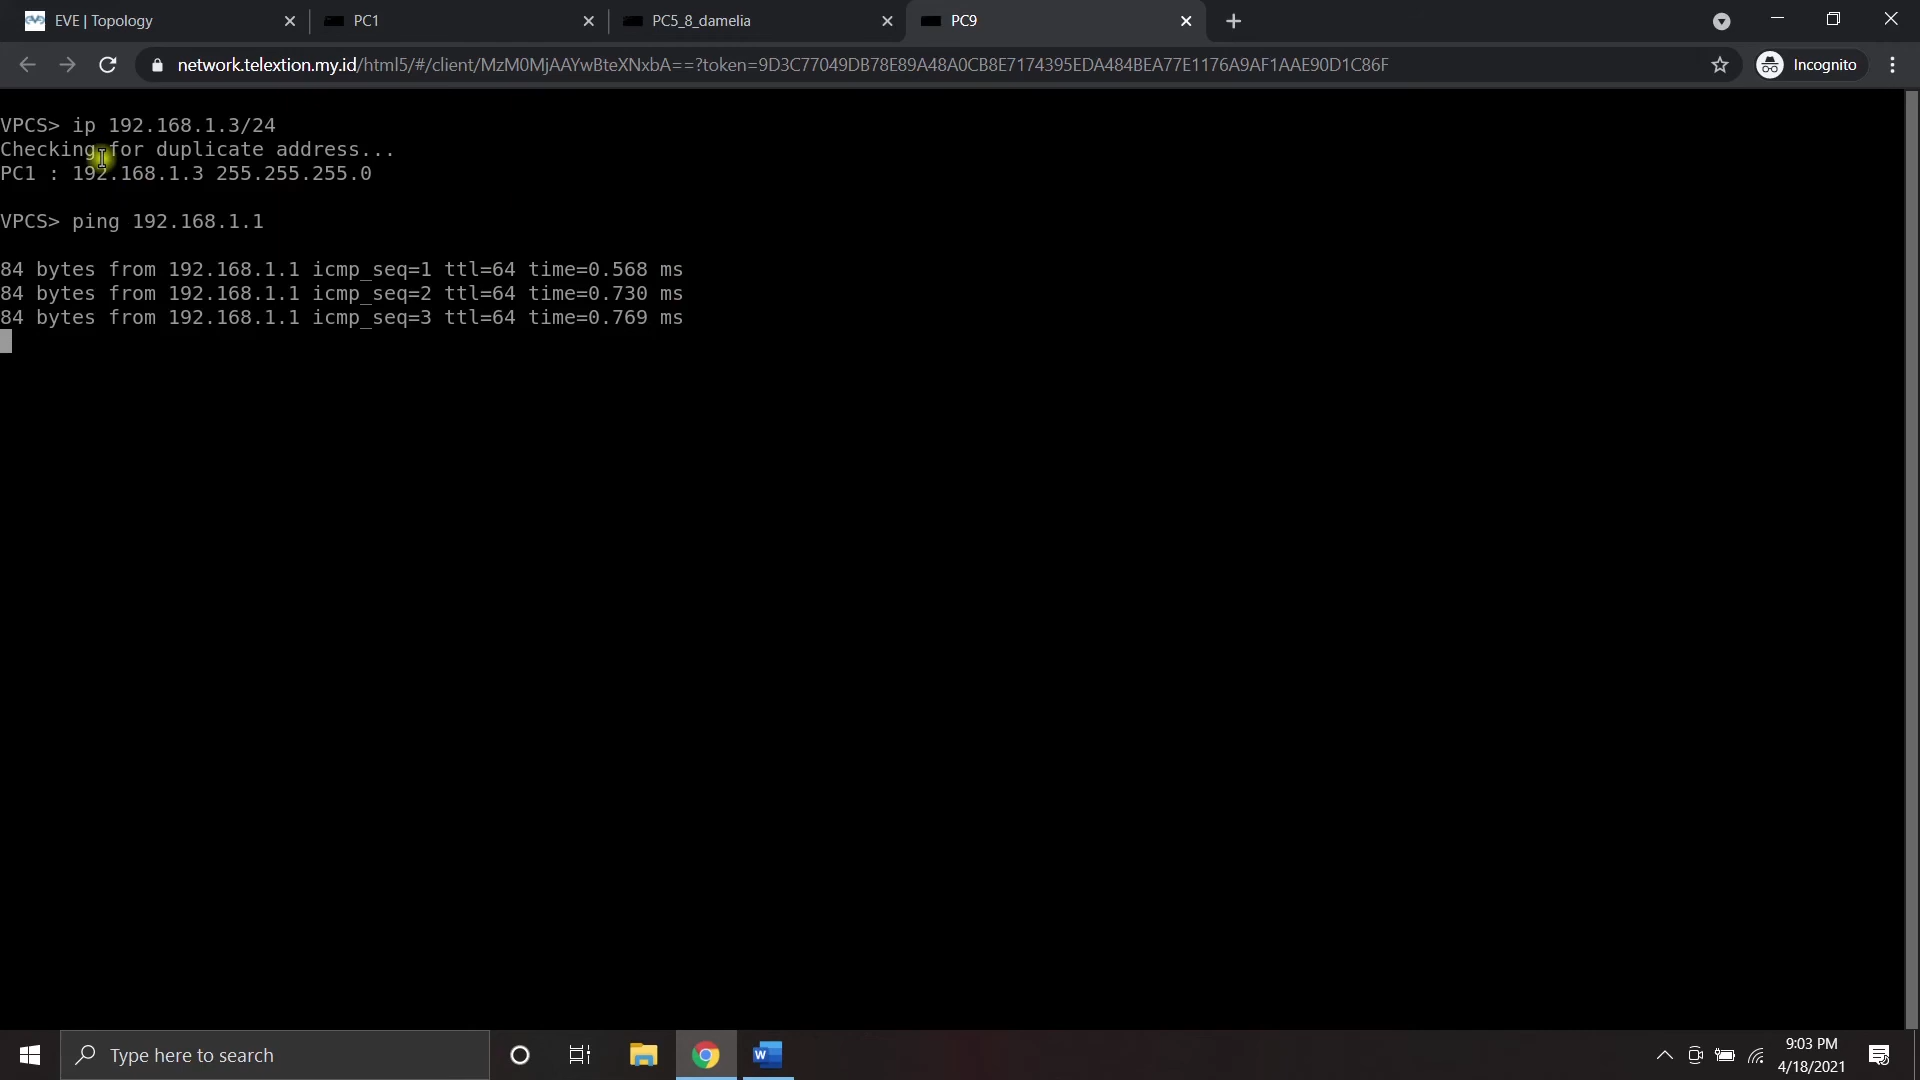 EVE | Topology
PC1
PC5_8_damelia
PC9
network.telextion.my.id/html5/#/client/MzM0MjAAYwBteXNxbA==?token=9D3C77049DB78E89A48A0CB8E7174395EDA484BEA77E1176A9AF1AAE90D1C86F
Incognito
VPCS> ip 192.168.1.3/24
Checking for duplicate address...
PC1 : 192.168.1.3 255.255.255.0
VPCS> ping 192.168.1.1
84 bytes from 192.168.1.1 icmp_seq=1 ttl=64 time=0.568 ms
84 bytes from 192.168.1.1 icmp_seq=2 ttl=64 time=0.730 ms
84 bytes from 192.168.1.1 icmp_seq=3 ttl=64 time=0.769 ms
Type here to search
9:03 PM
4/18/2021